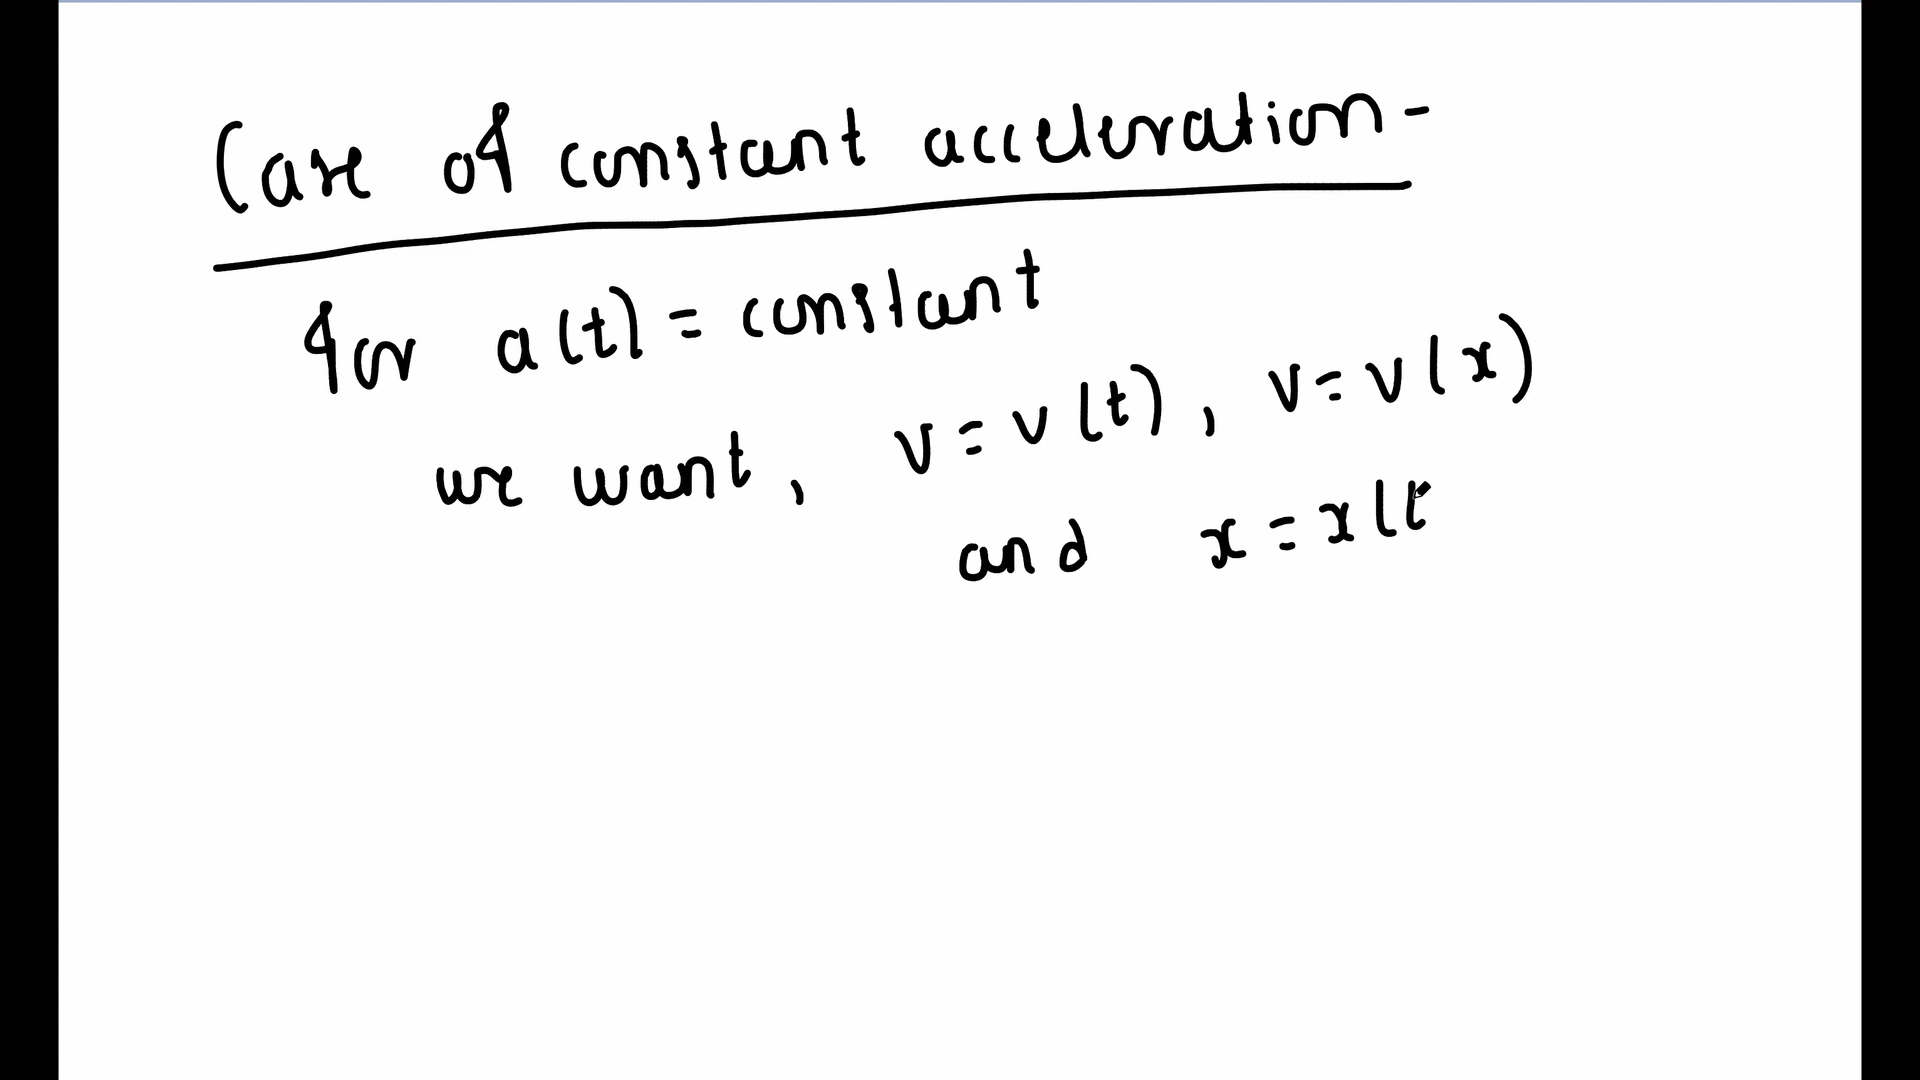 Case of constant acceleration-
for a(t) = constant
we want, v = v(t), v = v(x)
and x = x(t